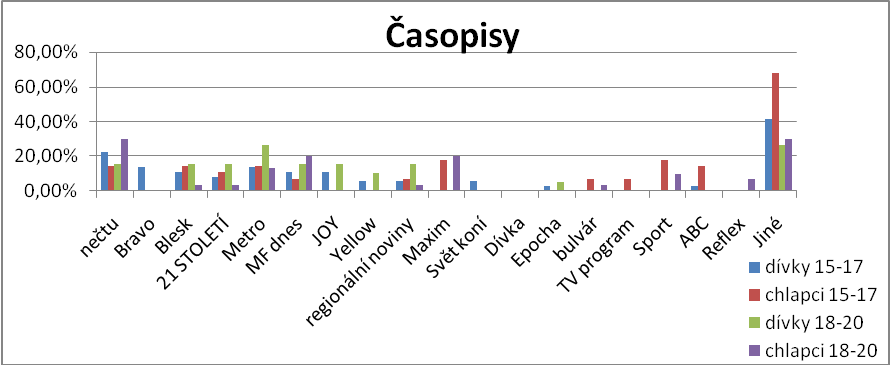 Časopisy
80,00%
60,00%
40,00%
20,00%
0,00%
nečtu
Bravo
Blesk
21 STOLETÍ
Metro
MF dnes
JOY
Yellow
regionální noviny
Maxim
Svět koní
Dívka
Epocha
bulvár
TV program
Sport
ABC
Reflex
Jiné
dívky 15-17
chlapci 15-17
dívky 18-20
chlapci 18-20